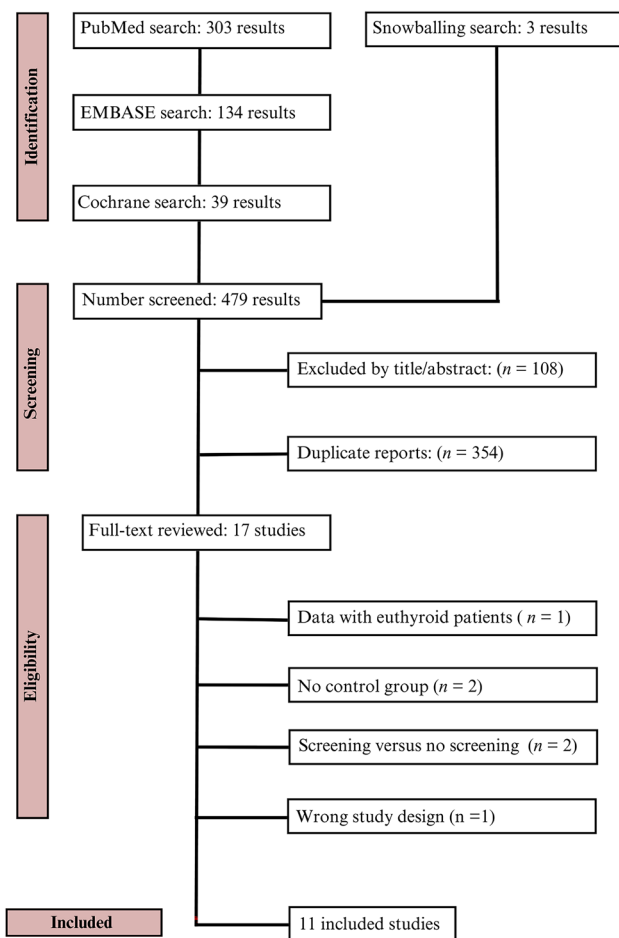 Identification
PubMed search: 303 results
Snowballing search: 3 results
EMBASE search: 134 results
Cochrane search: 39 results
Screening
Number screened: 479 results
Excluded by title/abstract: (n = 108)
Duplicate reports: (n = 354)
Eligibility
Full-text reviewed: 17 studies
Data with euthyroid patients ( n = 1)
No control group (n = 2)
Screening versus no screening (n = 2)
Wrong study design (n =1)
Included
11 included studies